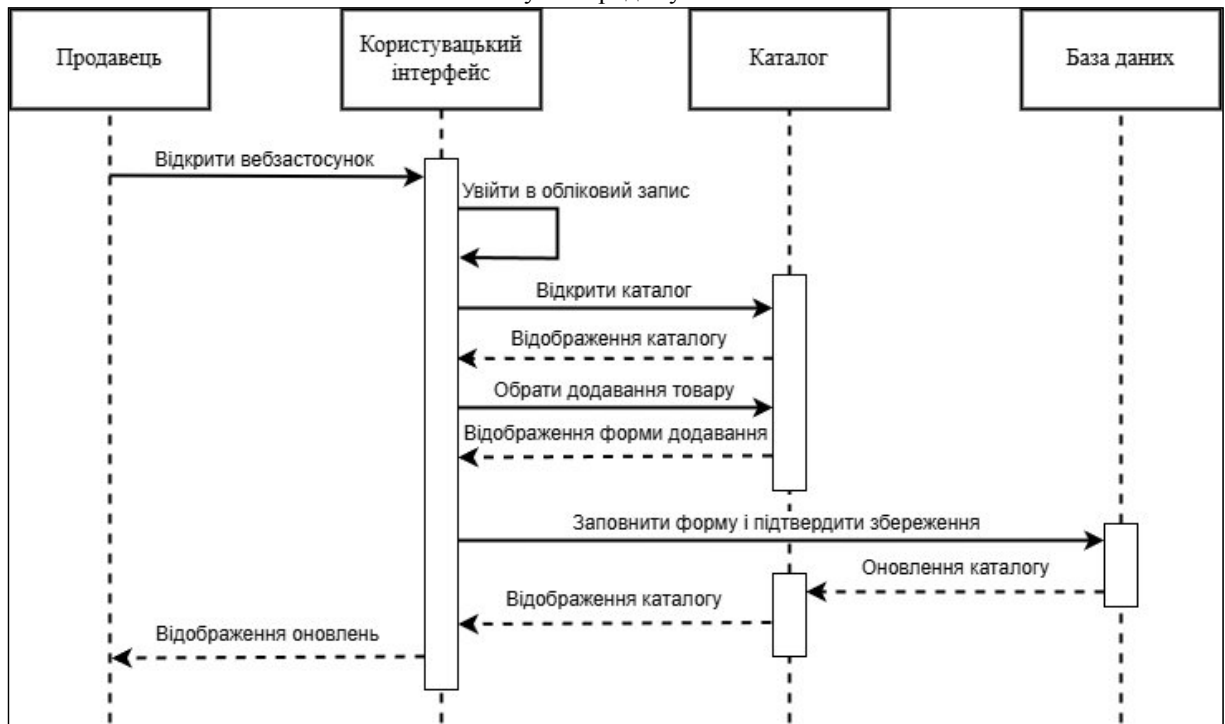 Продавець
Користувацький
інтерфейс
Каталог
База даних
Відкрити вебзастосунок
Увійти в обліковий запис
Відкрити каталог
Відображення каталогу
Обрати додавання товару
Відображення форми додавання
Заповнити форму і підтвердити збереження
Оновлення каталогу
Відображення каталогу
Відображення оновлень